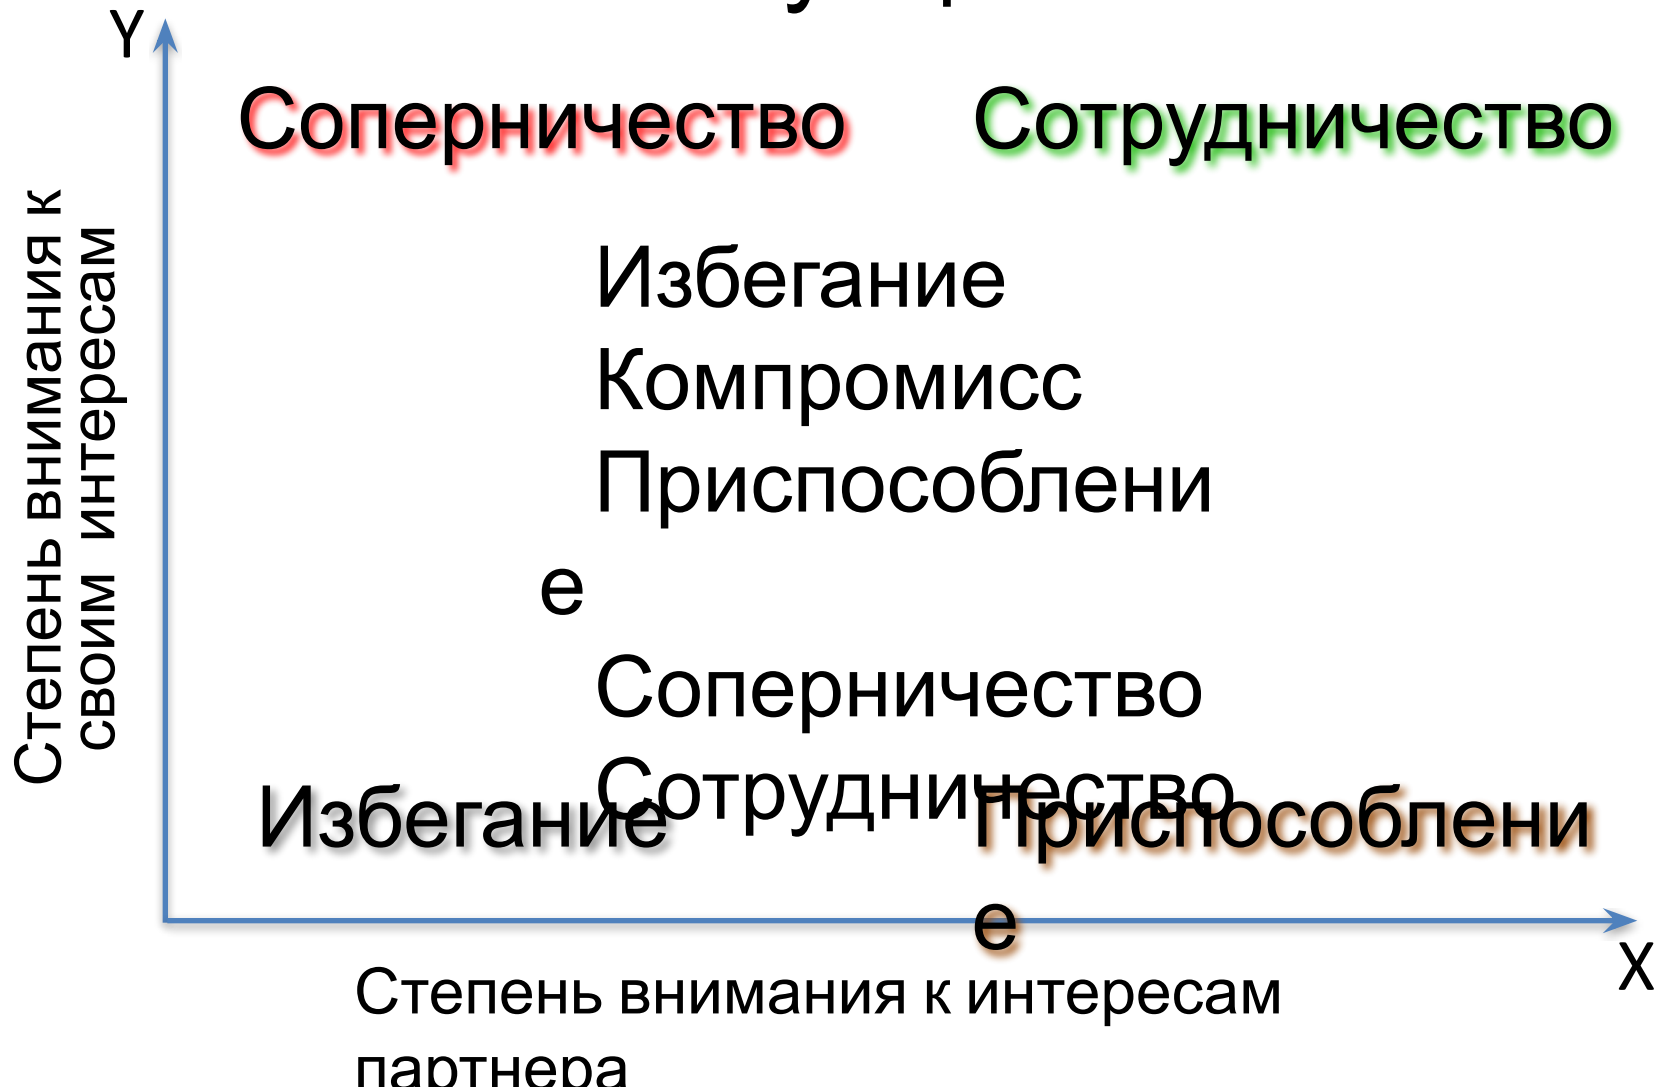 Y
Соперничество
Сотрудничество
Степень внимания к
своим интересам
Избегание
Компромисс
Приспособлени
е
Соперничество
Сотрудничество
Избегание
Приспособлени
е
X
Степень внимания к интересам
партнера